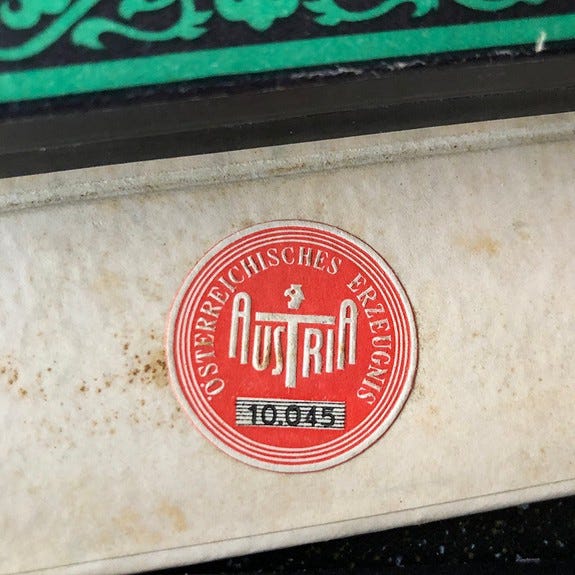 ÖSTERREICHISCHES ERZEUGNIS
AUSTRIA
10.045